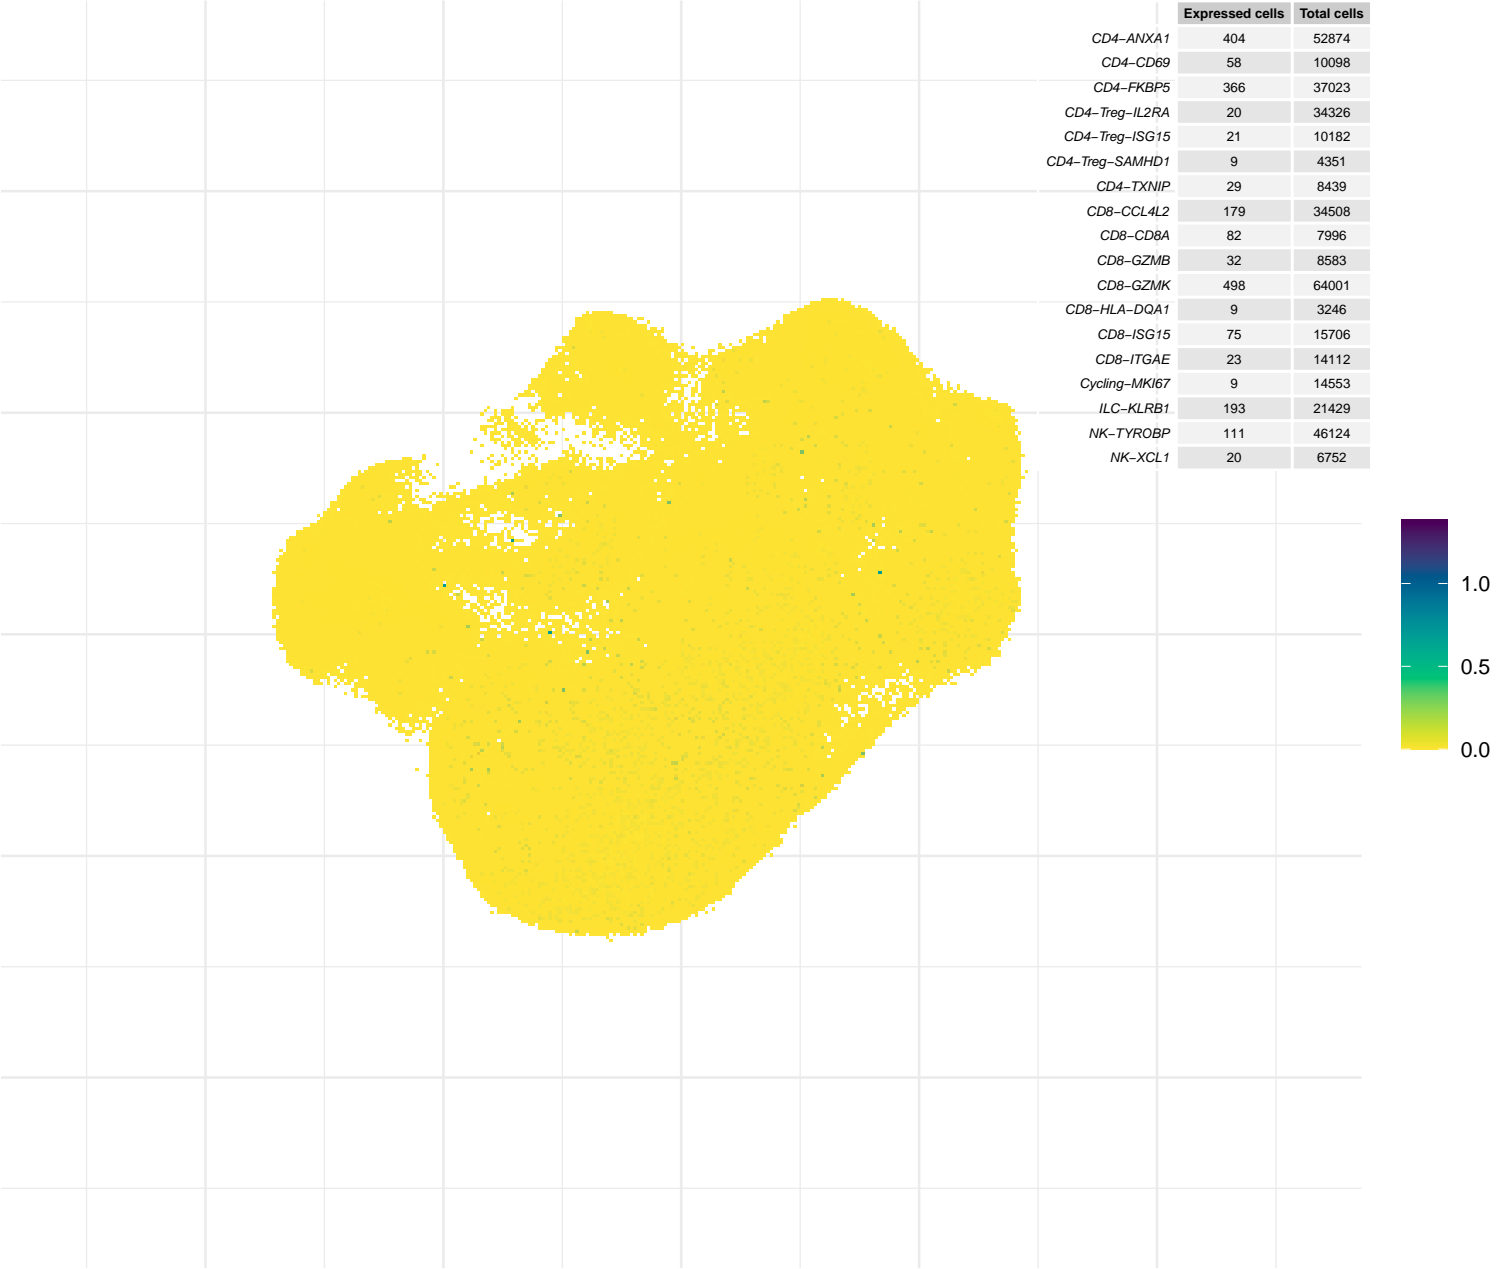 Expressed cells Total cells
CD4−ANXA1 404 52874
CD4−CD69 58 10098
CD4−FKBP5 366 37023
CD4−Treg−IL2RA 20 34326
CD4−Treg−ISG15 21 10182
CD4−Treg−SAMHD1 9 4351
CD4−TXNIP 29 8439
CD8−CCL4L2 179 34508
CD8−CD8A 82 7996
CD8−GZMB 32 8583
CD8−GZMK 498 64001
CD8−HLA−DQA1 9 3246
CD8−ISG15 75 15706
CD8−ITGAE 23 14112
Cycling−MKI67 9 14553
ILC−KLRB1 193 21429
NK−TYROBP 111 46124
NK−XCL1 20 6752
1.0
0.5
0.0